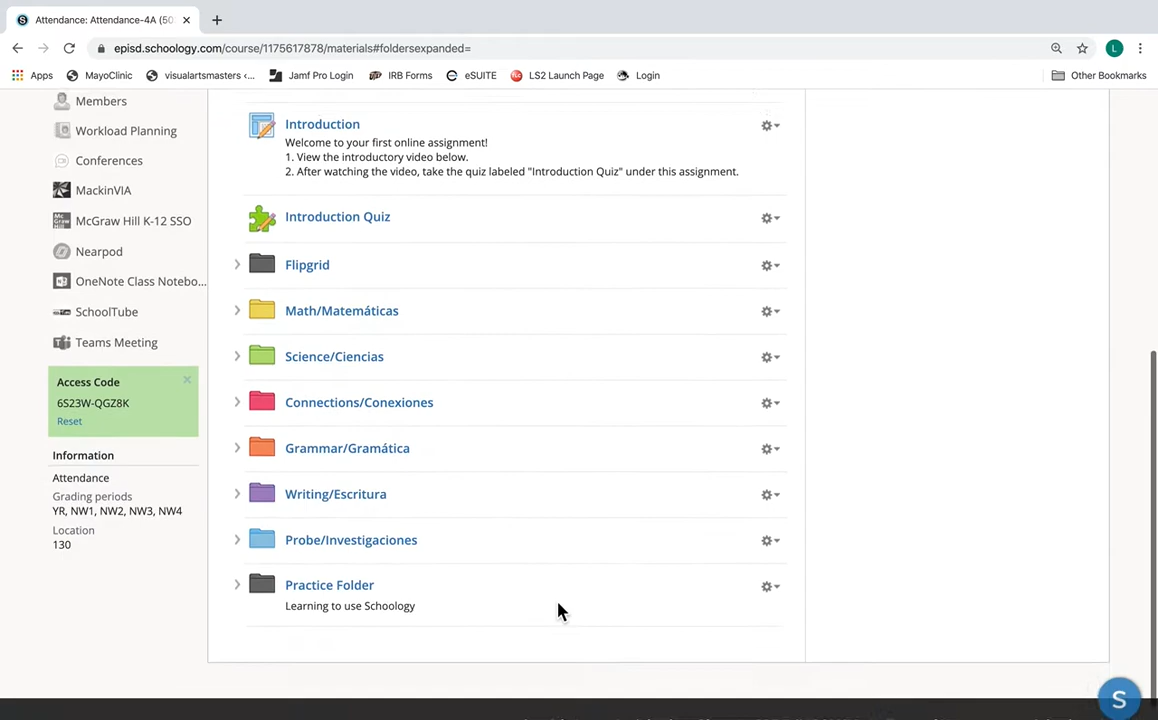 Attendance: Attendance-4A (50
episd.schoology.com/course/1175617878/materials#foldersexpanded=
L
Apps
MayoClinic
visualartsmasters <...
Jamf Pro Login
IRB Forms
eSUITE
LS2 Launch Page
Login
Other Bookmarks
Members
Workload Planning
Conferences
MackinVIA
McGraw Hill K-12 SSO
Nearpod
OneNote Class Notebo...
SchoolTube
Teams Meeting
Access Code
6S23W-QGZ8K
Reset
Information
Attendance
Grading periods
YR, NW1, NW2, NW3, NW4
Location
130
Introduction
Welcome to your first online assignment!
1. View the introductory video below.
2. After watching the video, take the quiz labeled "Introduction Quiz" under this assignment.
Introduction Quiz
Flipgrid
Math/Matemáticas
Science/Ciencias
Connections/Conexiones
Grammar/Gramática
Writing/Escritura
Probe/Investigaciones
Practice Folder
Learning to use Schoology
S